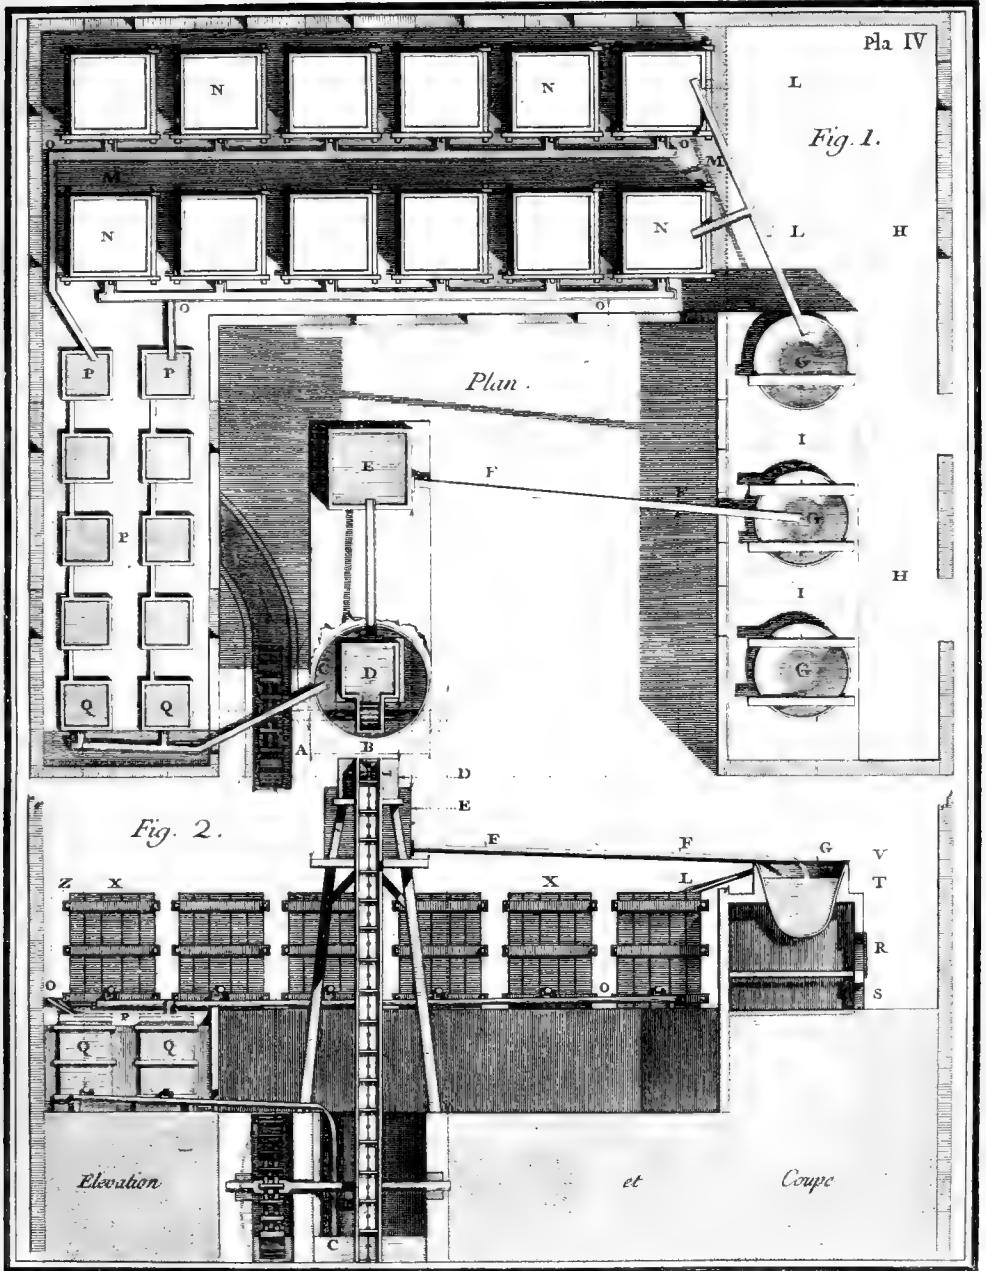 Pla IV
N N L
Fig. 1.
O O M
M
N N L H
O O
P P G
Plan.
E F F
I
P G
H
I
C D G
Q Q
A B
D
E
Fig. 2.
F F G V
Z X X L T
R
O O S
P
Q Q
Elevation et Coupe
C